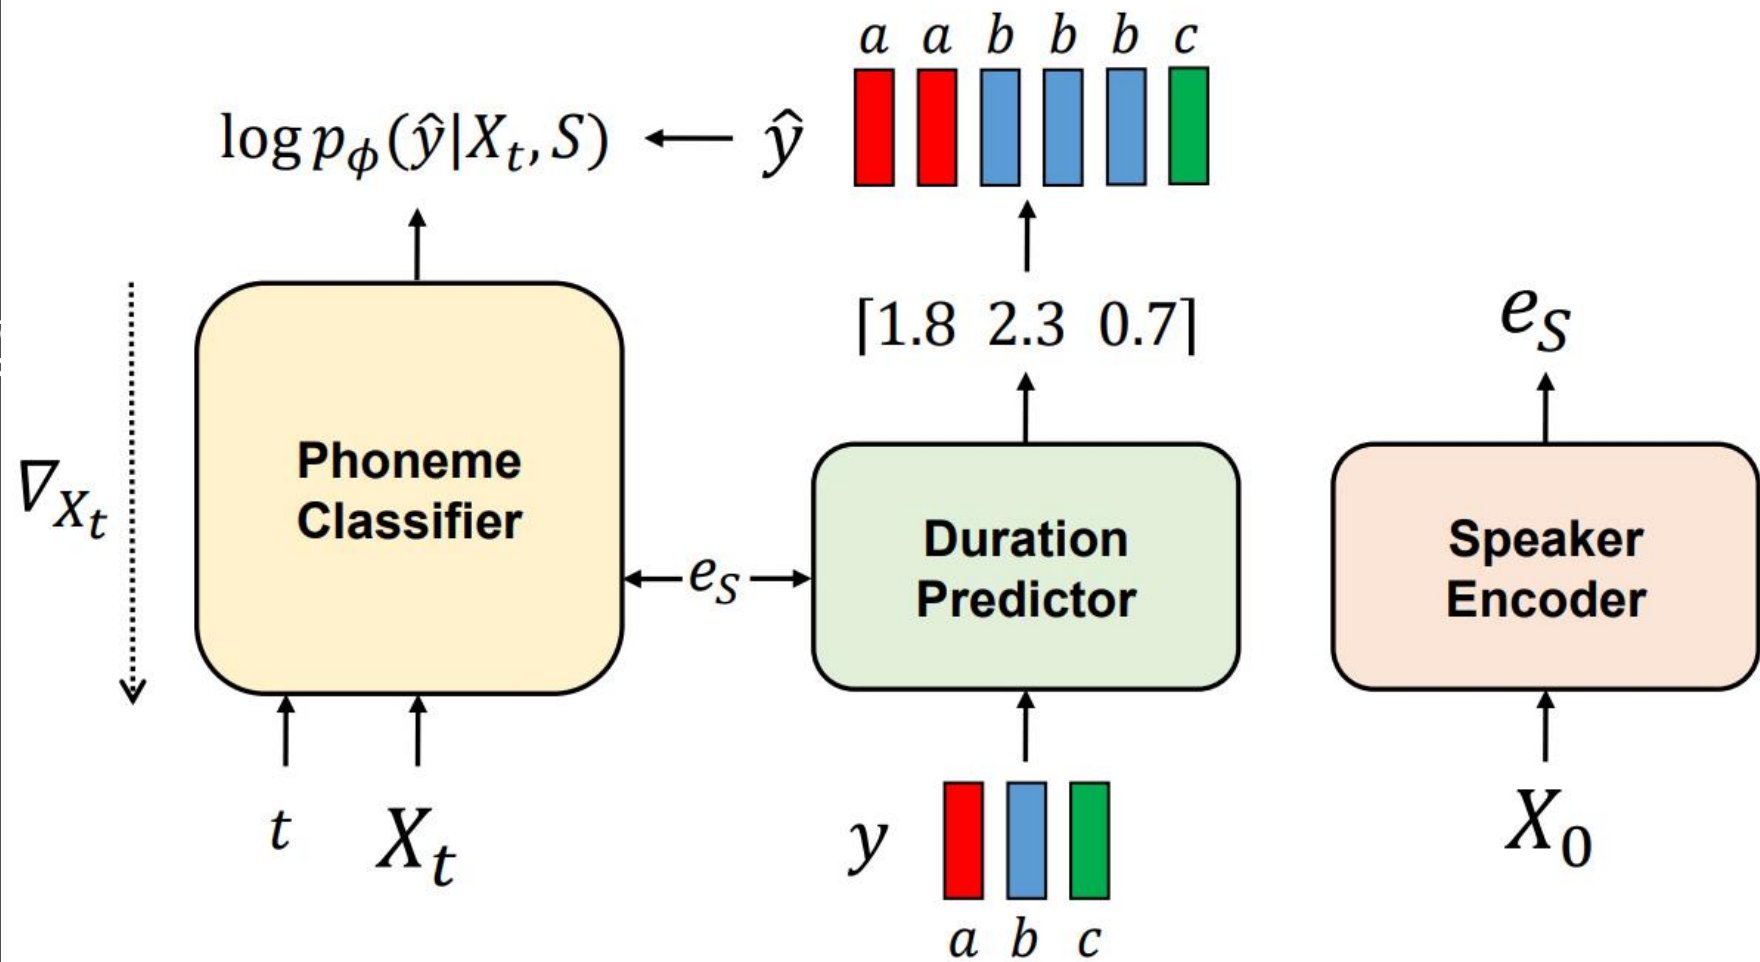 a a b b b c
log p_ϕ(ŷ|X_t, S) ŷ
⌈1.8 2.3 0.7⌉
e_S
∇_{X_t}
Phoneme
Classifier
e_S
Duration
Predictor
Speaker
Encoder
t X_t
y
X_0
a b c